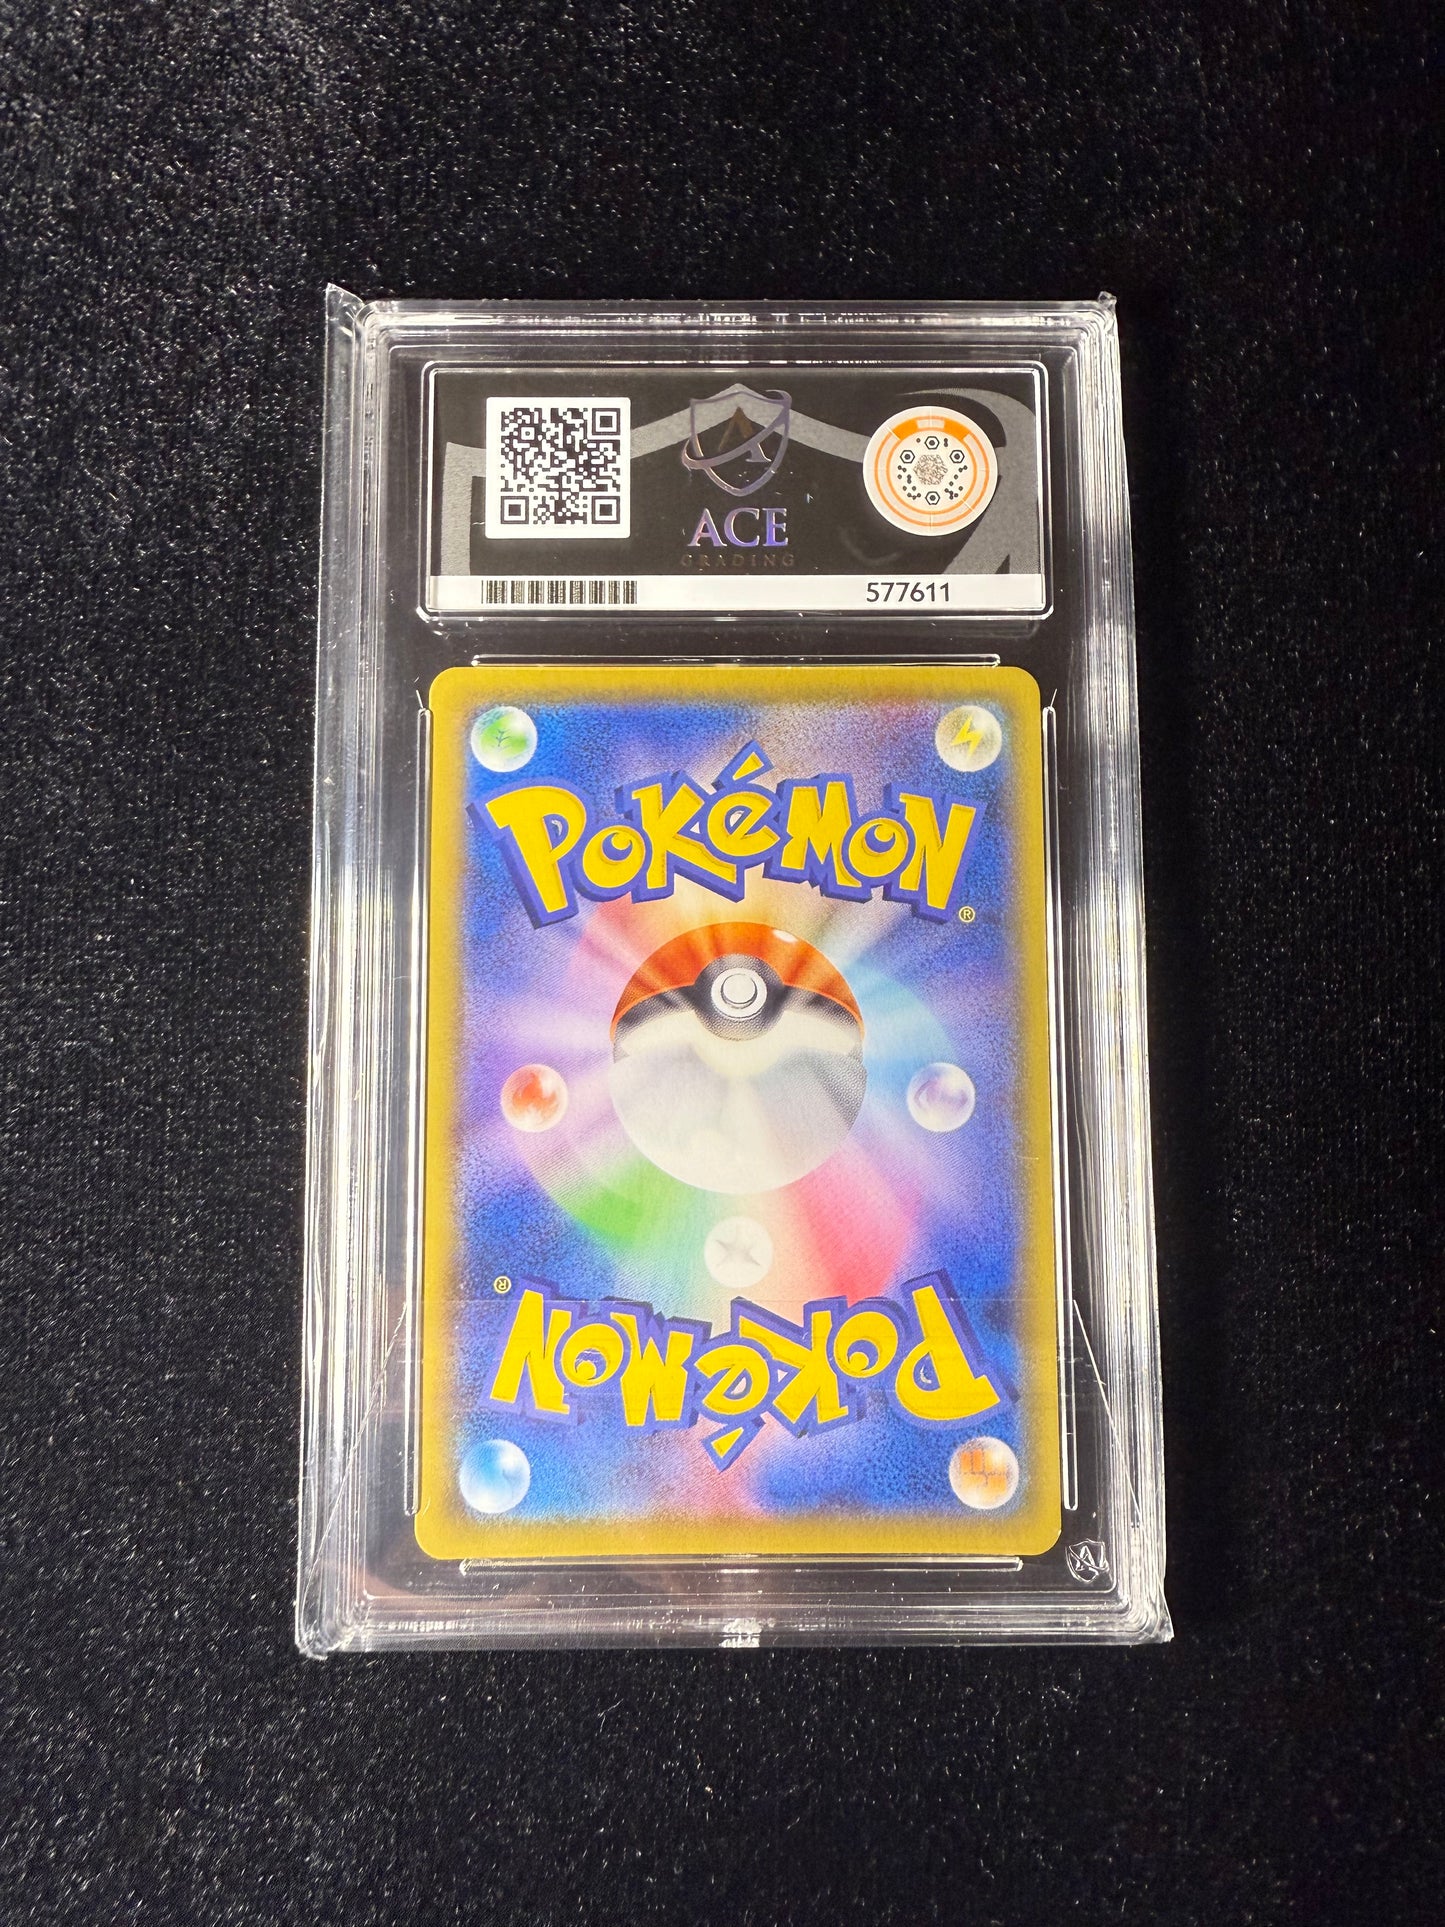 ACE
GRADING
577611
POKéMON
®
®
POKéMON